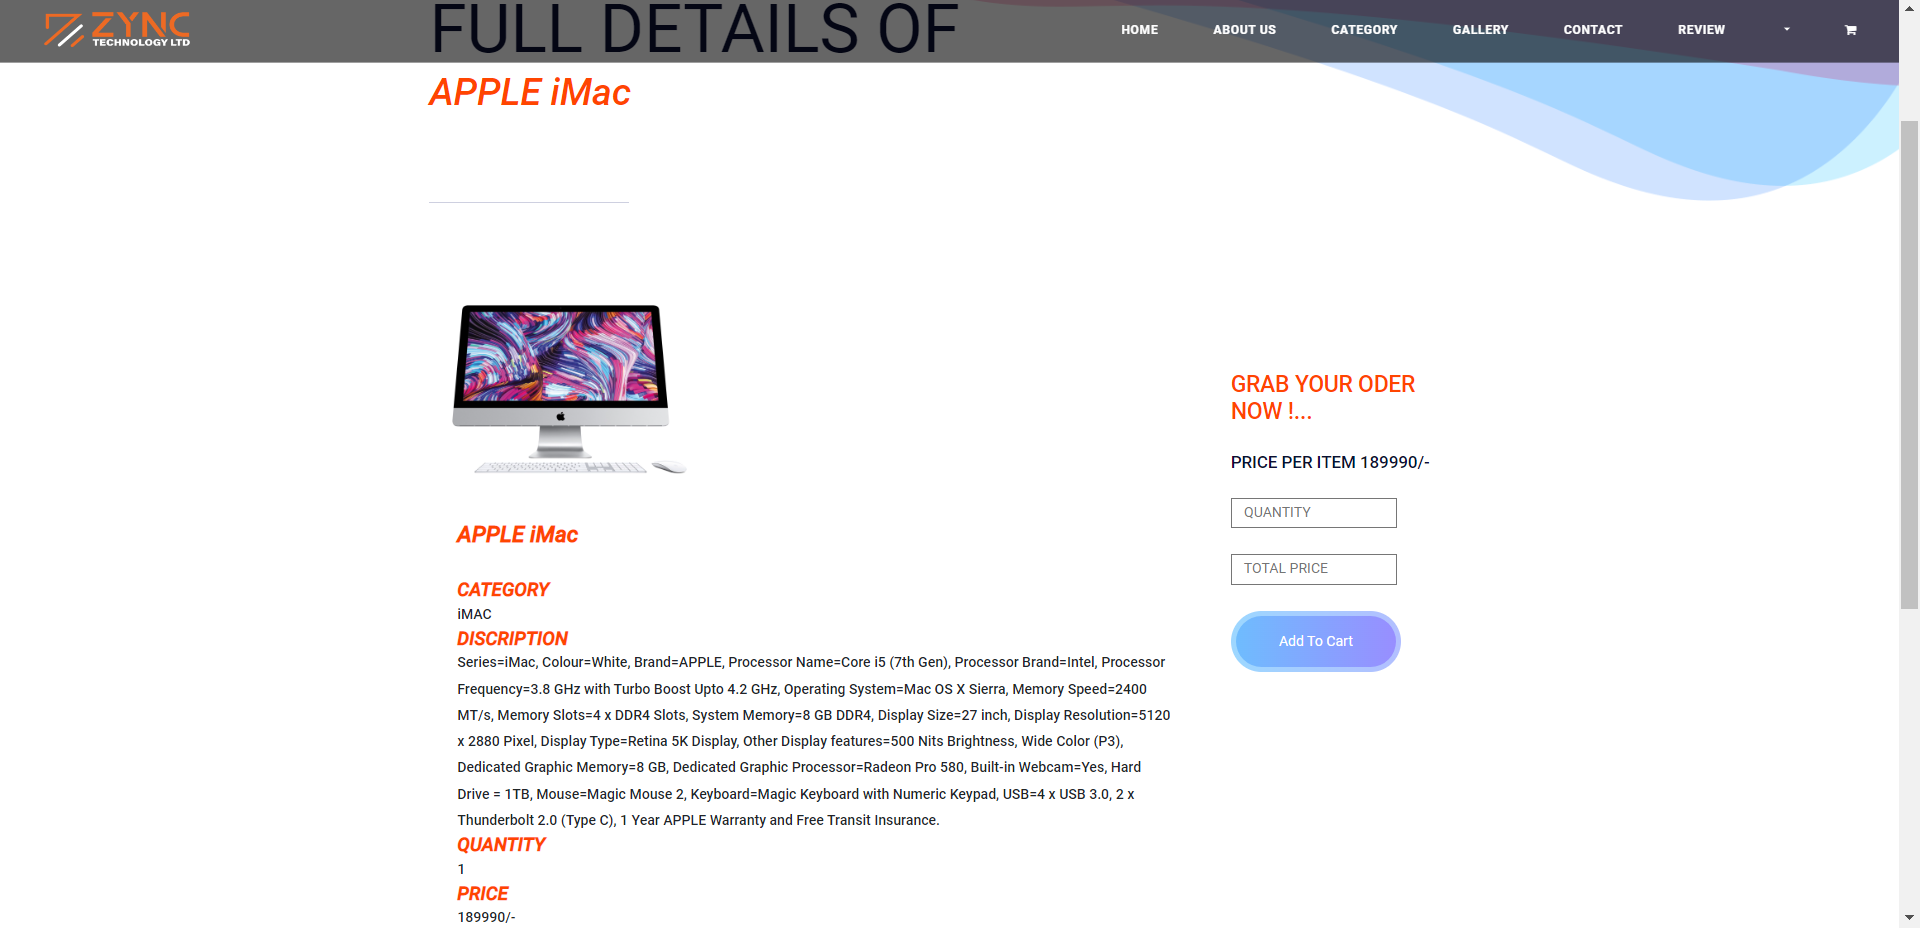 ZYNC
TECHNOLOGY LTD
HOME ABOUT US CATEGORY GALLERY CONTACT REVIEW
FULL DETAILS OF
APPLE iMac
APPLE iMac
CATEGORY
iMAC
DISCRIPTION
Series=iMac, Colour=White, Brand=APPLE, Processor Name=Core i5 (7th Gen), Processor Brand=Intel, Processor
Frequency=3.8 GHz with Turbo Boost Upto 4.2 GHz, Operating System=Mac OS X Sierra, Memory Speed=2400
MT/s, Memory Slots=4 x DDR4 Slots, System Memory=8 GB DDR4, Display Size=27 inch, Display Resolution=5120
x 2880 Pixel, Display Type=Retina 5K Display, Other Display features=500 Nits Brightness, Wide Color (P3),
Dedicated Graphic Memory=8 GB, Dedicated Graphic Processor=Radeon Pro 580, Built-in Webcam=Yes, Hard
Drive = 1TB, Mouse=Magic Mouse 2, Keyboard=Magic Keyboard with Numeric Keypad, USB=4 x USB 3.0, 2 x
Thunderbolt 2.0 (Type C), 1 Year APPLE Warranty and Free Transit Insurance.
QUANTITY
1
PRICE
189990/-
GRAB YOUR ODER
NOW !...
PRICE PER ITEM 189990/-
QUANTITY
TOTAL PRICE
Add To Cart